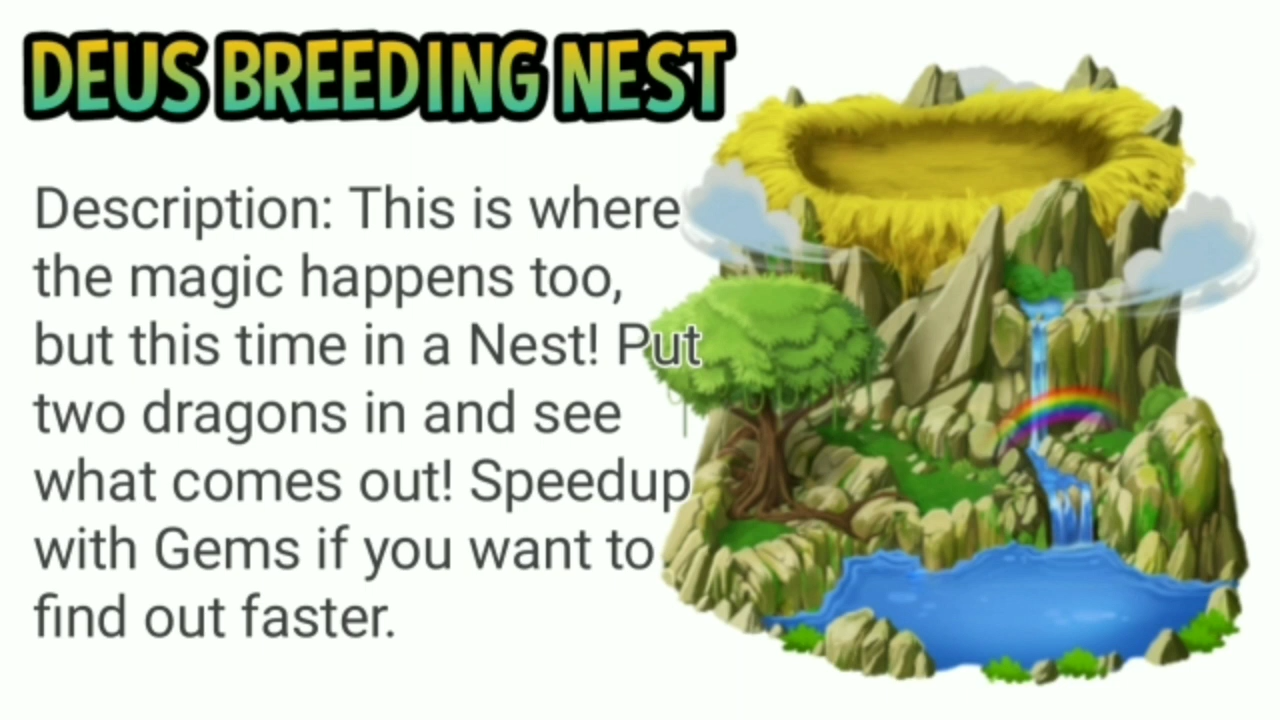 DEUS BREEDING NEST
Description: This is where
the magic happens too,
but this time in a Nest! Put
two dragons in and see
what comes out! Speedup
with Gems if you want to
find out faster.